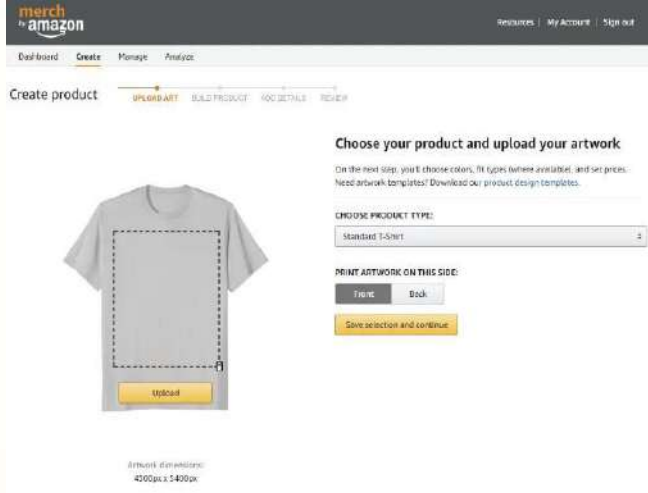 merch
by amazon
Resources | My Account | Sign out
Dashboard Create Manage Analyze
Create product
UPLOAD ART BUILD PRODUCT ADD DETAILS REVIEW
Choose your product and upload your artwork
On the next step, you'll choose colors, fit types (where available), and set prices.
Need artwork templates? Download our product design templates.
CHOOSE PRODUCT TYPE:
Standard T-Shirt
PRINT ARTWORK ON THIS SIDE:
Front Back
Save selection and continue
Upload
Artwork dimensions:
4500px x 5400px